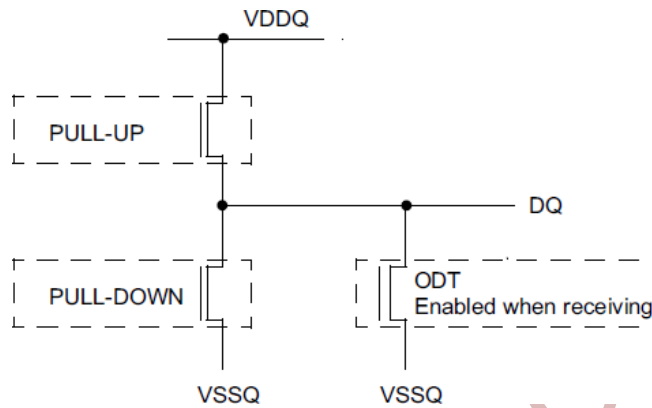 VDDQ
PULL-UP
DQ
PULL-DOWN
ODT
Enabled when receiving
VSSQ
VSSQ